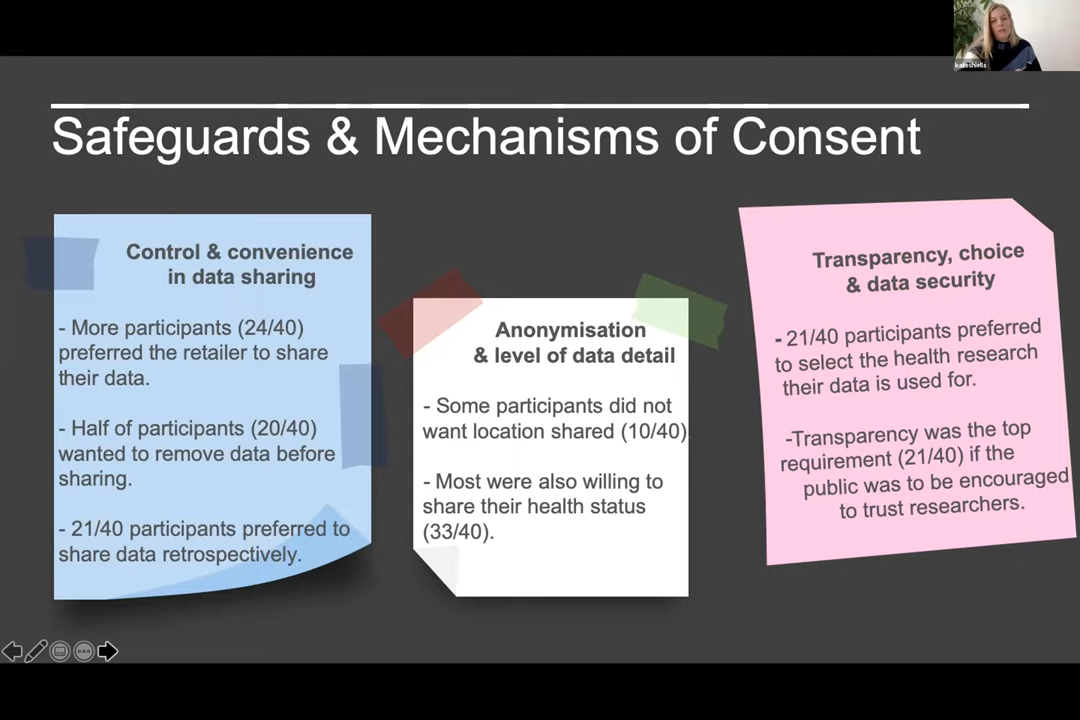 kateshiells
Safeguards & Mechanisms of Consent
Control & convenience
in data sharing
- More participants (24/40)
preferred the retailer to share
their data.
- Half of participants (20/40)
wanted to remove data before
sharing.
- 21/40 participants preferred to
share data retrospectively.
Anonymisation
& level of data detail
- Some participants did not
want location shared (10/40)
- Most were also willing to
share their health status
(33/40).
Transparency, choice
& data security
- 21/40 participants preferred
to select the health research
their data is used for.
-Transparency was the top
requirement (21/40) if the
public was to be encouraged
to trust researchers.